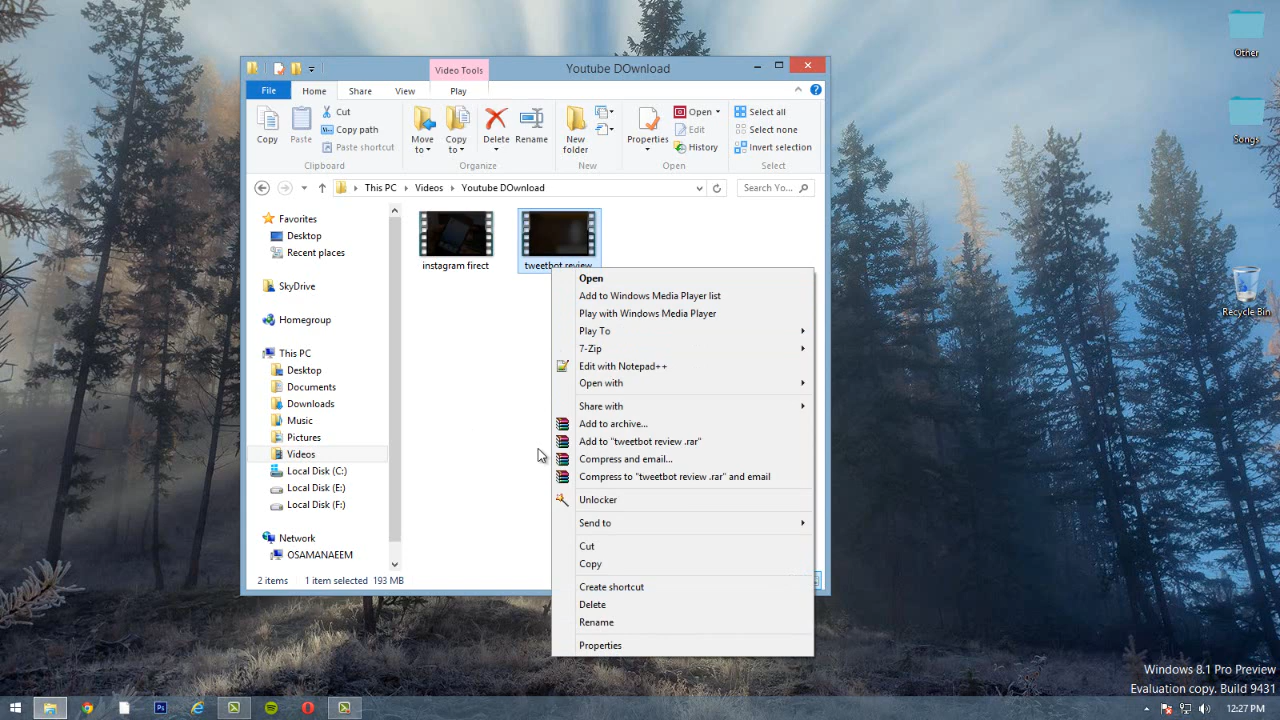 Other
Songs
Recycle Bin
Video Tools
Youtube DOwnload
File
Home
Share
View
Play
Copy
Paste
Cut
Copy path
Paste shortcut
Clipboard
Move
to
Copy
to
Delete
Rename
Organize
New
folder
New
Properties
Open
Edit
History
Open
Select all
Select none
Invert selection
Select
This PC
Videos
Youtube DOwnload
Search Yo...
Favorites
Desktop
Recent places
SkyDrive
Homegroup
This PC
Desktop
Documents
Downloads
Music
Pictures
Videos
Local Disk (C:)
Local Disk (E:)
Local Disk (F:)
Network
OSAMANAEEM
instagram firect
tweetbot review
Open
Add to Windows Media Player list
Play with Windows Media Player
Play To
7-Zip
Edit with Notepad++
Open with
Share with
Add to archive...
Add to "tweetbot review .rar"
Compress and email...
Compress to "tweetbot review .rar" and email
Unlocker
Send to
Cut
Copy
Create shortcut
Delete
Rename
Properties
2 items
1 item selected 193 MB
Windows 8.1 Pro Preview
Evaluation copy. Build 9431
Ps
12:27 PM